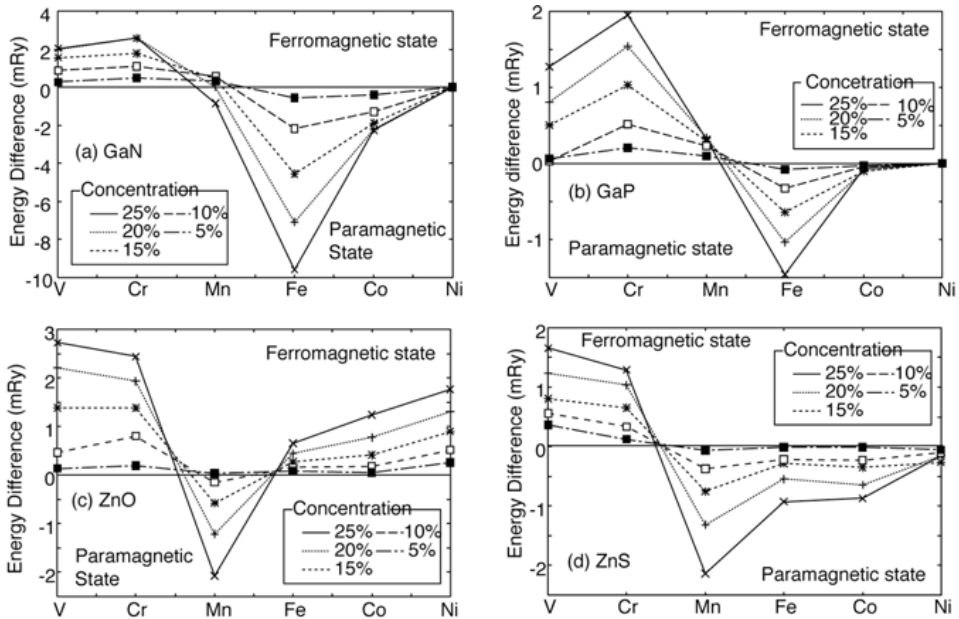 Energy Difference (mRy)
4
2
0
-2
-4
-6
-8
-10
Ferromagnetic state
(a) GaN
Concentration
25% 10%
20% 5%
15%
Paramagnetic
State
V Cr Mn Fe Co Ni
Energy difference (mRy)
2
1
0
-1
Ferromagnetic state
Concetration
25% 10%
20% 5%
15%
(b) GaP
Paramagnetic state
V Cr Mn Fe Co Ni
Energy Difference (mRy)
3
2
1
0
-1
-2
Ferromagnetic state
(c) ZnO
Paramagnetic
State
Concentration
25% 10%
20% 5%
15%
V Cr Mn Fe Co Ni
Energy Difference (mRy)
2
1
0
-1
-2
Ferromagnetic state
Concentration
25% 10%
20% 5%
15%
(d) ZnS
Paramagnetic state
V Cr Mn Fe Co Ni